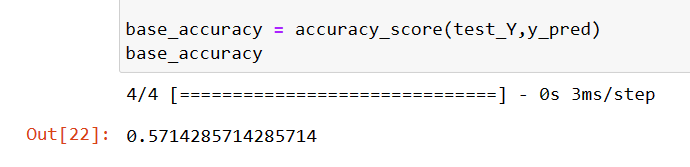 base_accuracy = accuracy_score(test_Y,y_pred)
base_accuracy
4/4 [==============================] - 0s 3ms/step
Out[22]: 0.5714285714285714